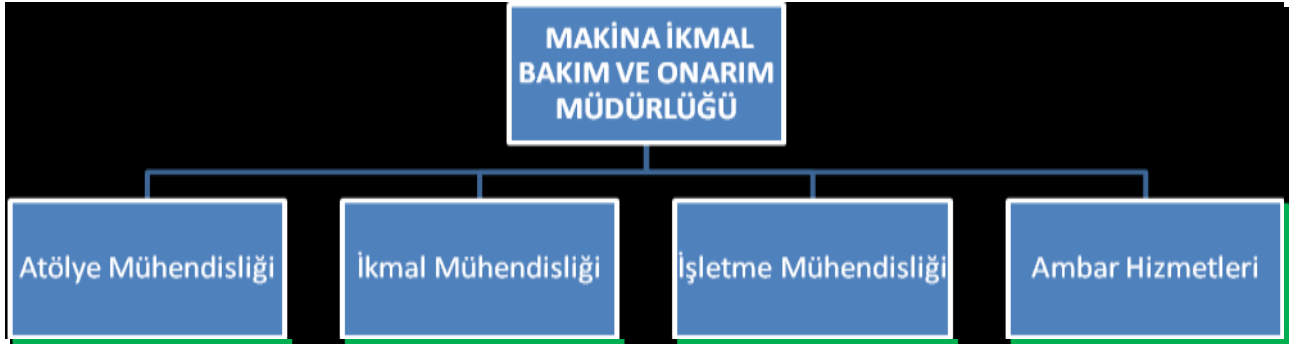 MAKİNA İKMAL
BAKIM VE ONARIM
MÜDÜRLÜĞÜ
Atölye Mühendisliği
İkmal Mühendisliği
İşletme Mühendisliği
Ambar Hizmetleri